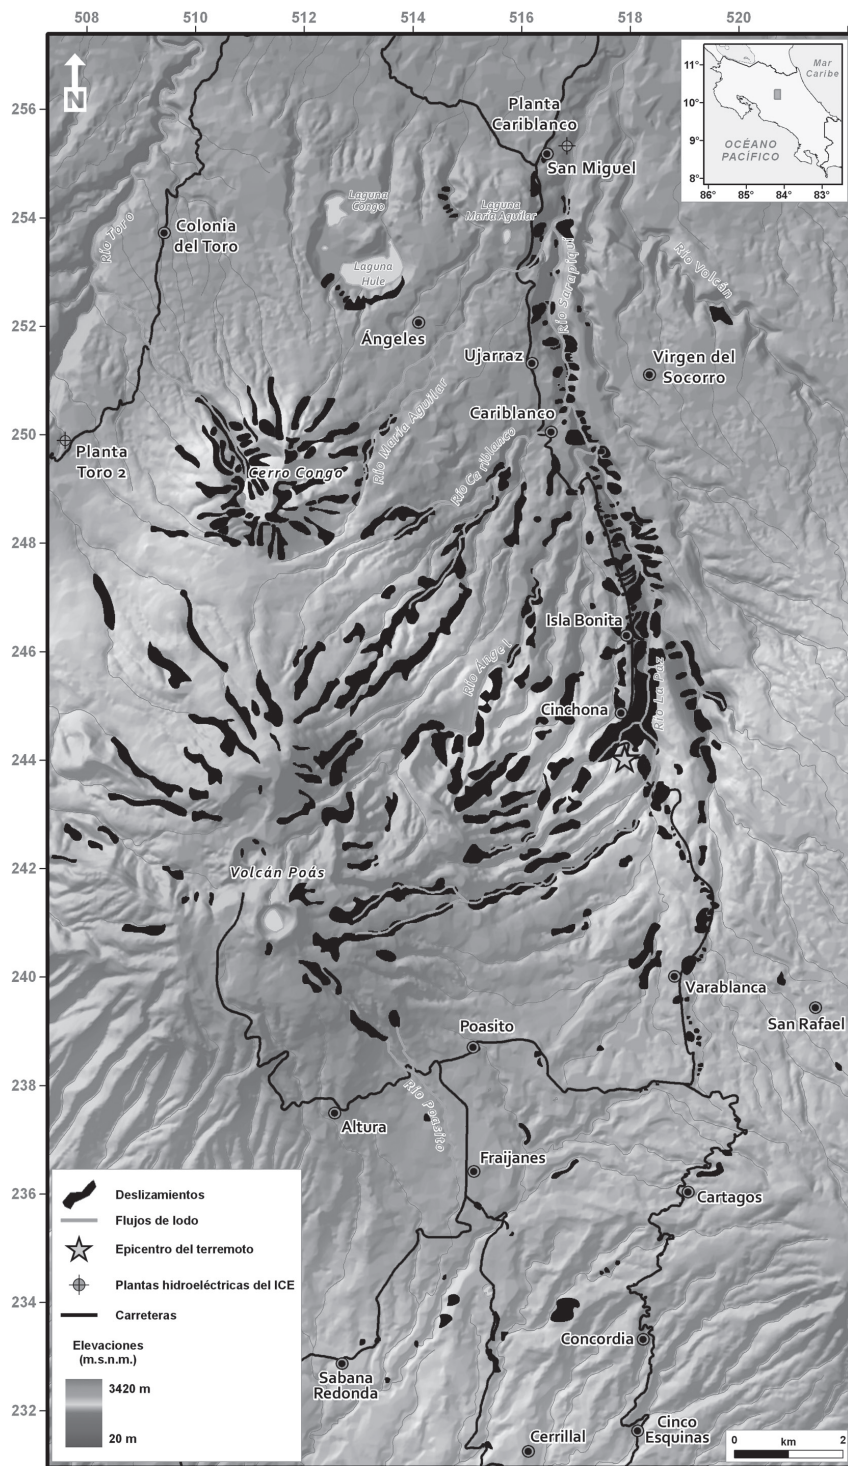 508
510
512
514
516
518
520
256
254
252
250
248
246
244
242
240
238
236
234
232
N
11°
10°
9°
8°
86°
85°
84°
83°
Mar
Caribe
OCÉANO
PACÍFICO
Planta
Cariblanco
San Miguel
Laguna
Congo
Laguna
María Aguilar
Río Toro
Colonia
del Toro
Laguna
Hule
Río Sarapiquí
Río Volcán
Ángeles
Ujarraz
Virgen del
Socorro
Cariblanco
Río María Aguilar
Río Cariblanco
Planta
Toro 2
Cerro Congo
Isla Bonita
Río Ángel
Río La Paz
Cinchona
Volcán Poás
Varablanca
San Rafael
Poasito
Altura
Río Poasito
Fraijanes
Cartagos
Concordia
Sabana
Redonda
Cerrillal
Cinco
Esquinas
Deslizamientos
Flujos de lodo
Epicentro del terremoto
Plantas hidroeléctricas del ICE
Carreteras
Elevaciones
(m.s.n.m.)
3420 m
20 m
0 km 2